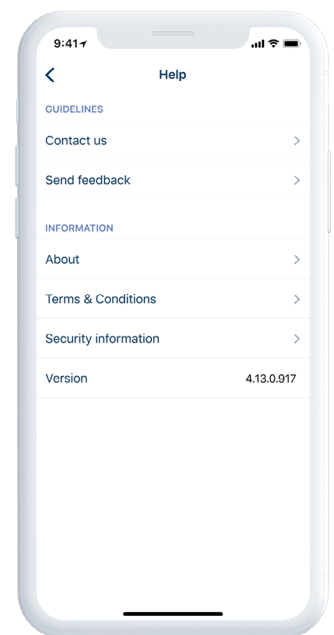 9:41
Help
GUIDELINES
Contact us
Send feedback
INFORMATION
About
Terms & Conditions
Security information
Version 4.13.0.917